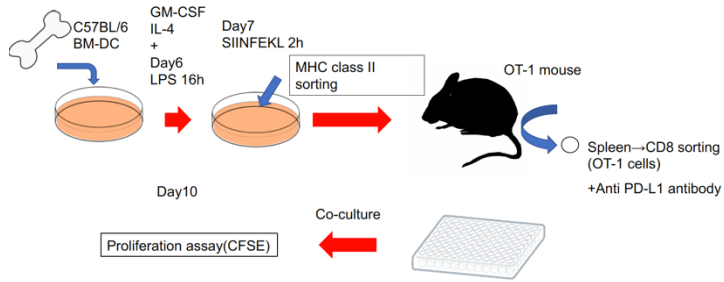 C57BL/6
BM-DC
GM-CSF
IL-4
+
Day6
LPS 16h
Day7
SIINFEKL 2h
MHC class II
sorting
OT-1 mouse
Spleen→CD8 sorting
(OT-1 cells)
+Anti PD-L1 antibody
Day10
Co-culture
Proliferation assay(CFSE)